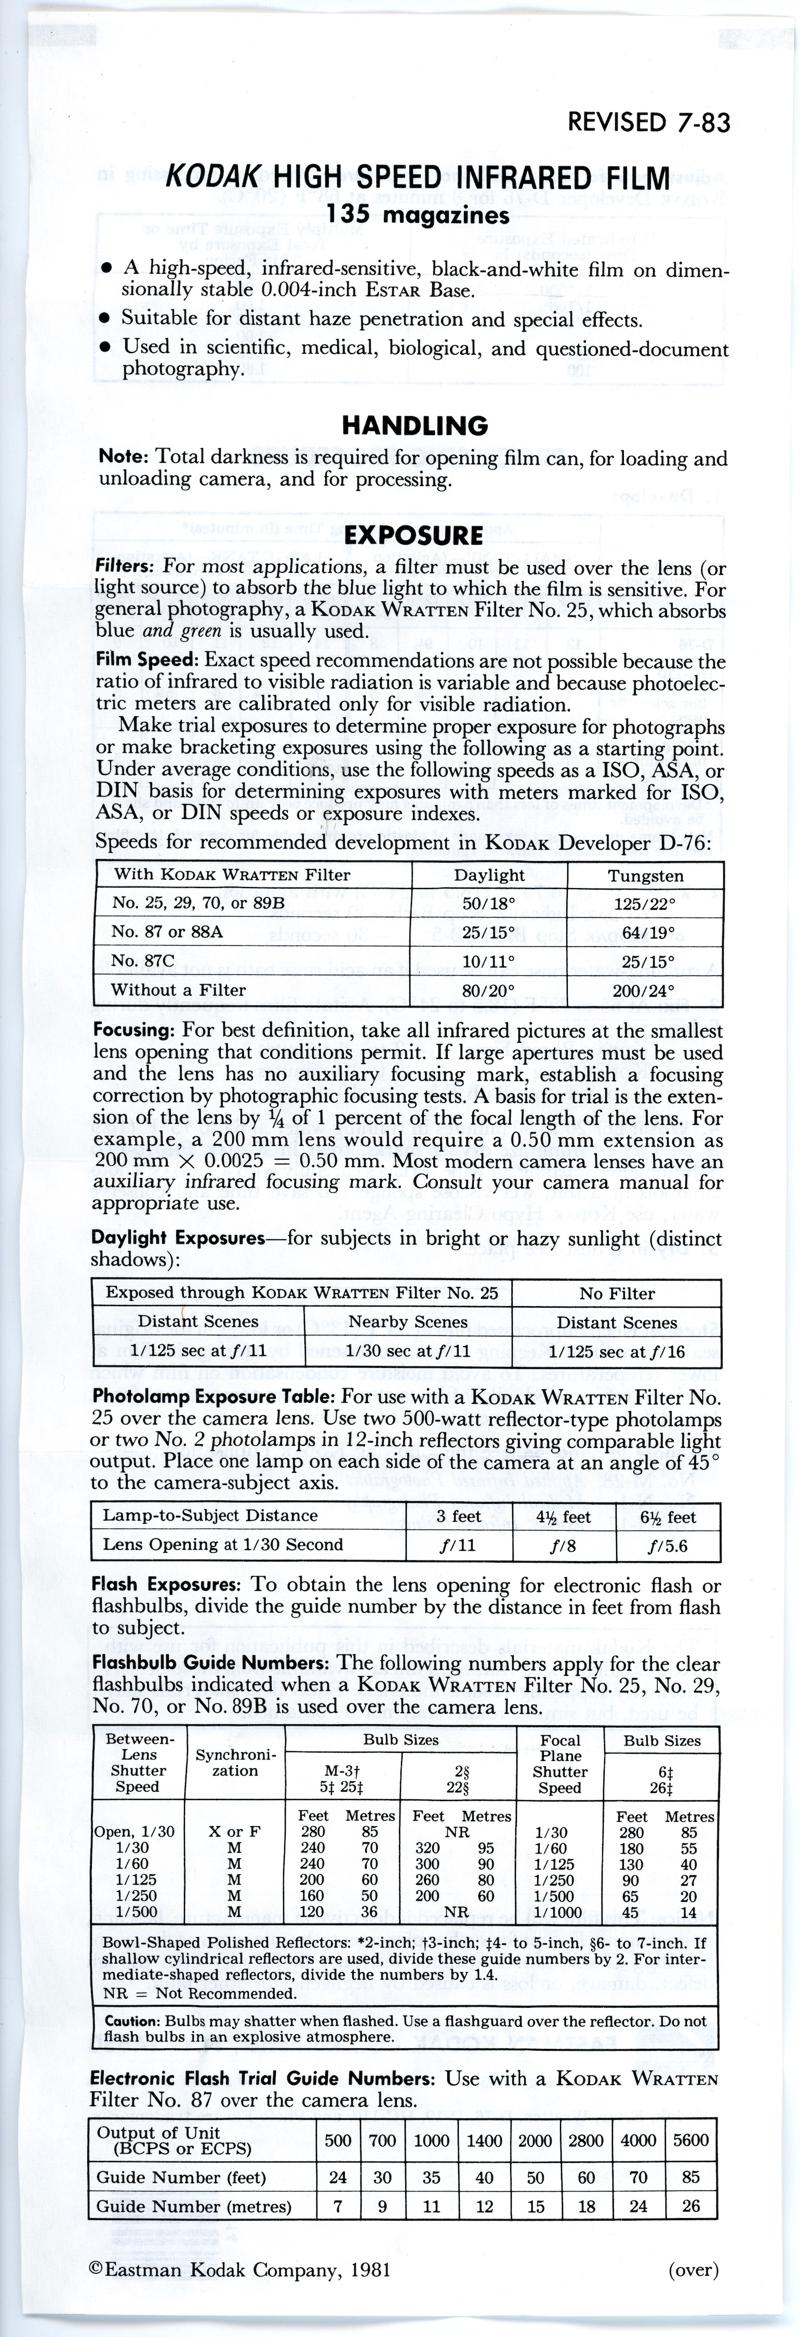 REVISED 7-83
KODAK HIGH SPEED INFRARED FILM
135 magazines
● A high-speed, infrared-sensitive, black-and-white film on dimen-
sionally stable 0.004-inch ESTAR Base.
● Suitable for distant haze penetration and special effects.
● Used in scientific, medical, biological, and questioned-document
photography.
HANDLING
Note: Total darkness is required for opening film can, for loading and
unloading camera, and for processing.
EXPOSURE
Filters: For most applications, a filter must be used over the lens (or
light source) to absorb the blue light to which the film is sensitive. For
general photography, a KODAK WRATTEN Filter No. 25, which absorbs
blue and green is usually used.
Film Speed: Exact speed recommendations are not possible because the
ratio of infrared to visible radiation is variable and because photoelec-
tric meters are calibrated only for visible radiation.
Make trial exposures to determine proper exposure for photographs
or make bracketing exposures using the following as a starting point.
Under average conditions, use the following speeds as a ISO, ASA, or
DIN basis for determining exposures with meters marked for ISO,
ASA, or DIN speeds or exposure indexes.
Speeds for recommended development in KODAK Developer D-76:
With KODAK WRATTEN Filter Daylight Tungsten
No. 25, 29, 70, or 89B 50/18° 125/22°
No. 87 or 88A 25/15° 64/19°
No. 87C 10/11° 25/15°
Without a Filter 80/20° 200/24°
Focusing: For best definition, take all infrared pictures at the smallest
lens opening that conditions permit. If large apertures must be used
and the lens has no auxiliary focusing mark, establish a focusing
correction by photographic focusing tests. A basis for trial is the exten-
sion of the lens by ¼ of 1 percent of the focal length of the lens. For
example, a 200 mm lens would require a 0.50 mm extension as
200 mm × 0.0025 = 0.50 mm. Most modern camera lenses have an
auxiliary infrared focusing mark. Consult your camera manual for
appropriate use.
Daylight Exposures—for subjects in bright or hazy sunlight (distinct
shadows):
Exposed through KODAK WRATTEN Filter No. 25 No Filter
Distant Scenes Nearby Scenes Distant Scenes
1/125 sec at f/11 1/30 sec at f/11 1/125 sec at f/16
Photolamp Exposure Table: For use with a KODAK WRATTEN Filter No.
25 over the camera lens. Use two 500-watt reflector-type photolamps
or two No. 2 photolamps in 12-inch reflectors giving comparable light
output. Place one lamp on each side of the camera at an angle of 45°
to the camera-subject axis.
Lamp-to-Subject Distance 3 feet 4½ feet 6½ feet
Lens Opening at 1/30 Second f/11 f/8 f/5.6
Flash Exposures: To obtain the lens opening for electronic flash or
flashbulbs, divide the guide number by the distance in feet from flash
to subject.
Flashbulb Guide Numbers: The following numbers apply for the clear
flashbulbs indicated when a KODAK WRATTEN Filter No. 25, No. 29,
No. 70, or No. 89B is used over the camera lens.
Between- Bulb Sizes Focal Bulb Sizes
Lens Synchroni- Plane
Shutter zation M-3† 2§ Shutter 6‡
Speed 5‡ 25‡ 22§ Speed 26‡
Feet Metres Feet Metres Feet Metres
Open, 1/30 X or F 280 85 NR 1/30 280 85
1/30 M 240 70 320 95 1/60 180 55
1/60 M 240 70 300 90 1/125 130 40
1/125 M 200 60 260 80 1/250 90 27
1/250 M 160 50 200 60 1/500 65 20
1/500 M 120 36 NR 1/1000 45 14
Bowl-Shaped Polished Reflectors: *2-inch; †3-inch; ‡4- to 5-inch, §6- to 7-inch. If
shallow cylindrical reflectors are used, divide these guide numbers by 2. For inter-
mediate-shaped reflectors, divide the numbers by 1.4.
NR = Not Recommended.
Caution: Bulbs may shatter when flashed. Use a flashguard over the reflector. Do not
flash bulbs in an explosive atmosphere.
Electronic Flash Trial Guide Numbers: Use with a KODAK WRATTEN
Filter No. 87 over the camera lens.
Output of Unit
(BCPS or ECPS) 500 700 1000 1400 2000 2800 4000 5600
Guide Number (feet) 24 30 35 40 50 60 70 85
Guide Number (metres) 7 9 11 12 15 18 24 26
©Eastman Kodak Company, 1981 (over)